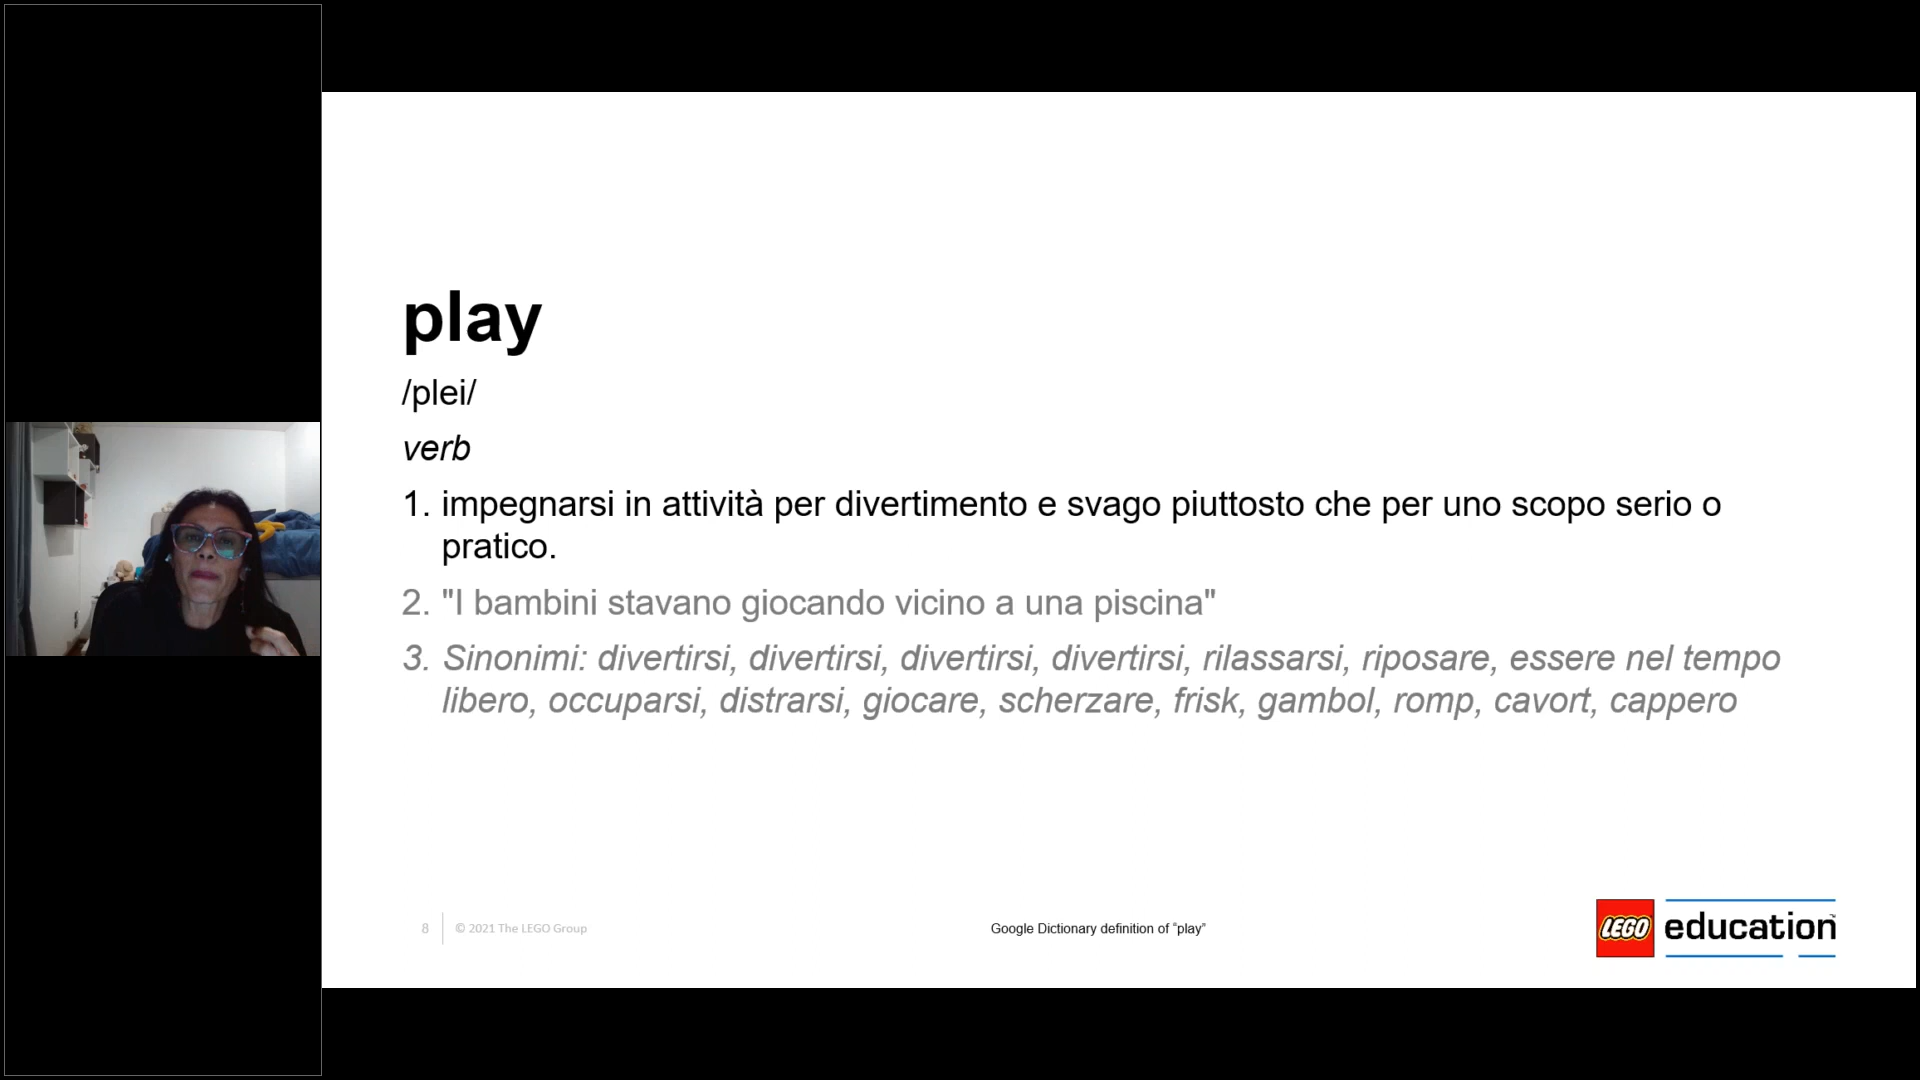 play
/plei/
verb
1. impegnarsi in attività per divertimento e svago piuttosto che per uno scopo serio o
pratico.
2. "I bambini stavano giocando vicino a una piscina"
3. Sinonimi: divertirsi, divertirsi, divertirsi, divertirsi, rilassarsi, riposare, essere nel tempo
libero, occuparsi, distrarsi, giocare, scherzare, frisk, gambol, romp, cavort, cappero
8 © 2021 The LEGO Group
Google Dictionary definition of “play”
LEGO education™